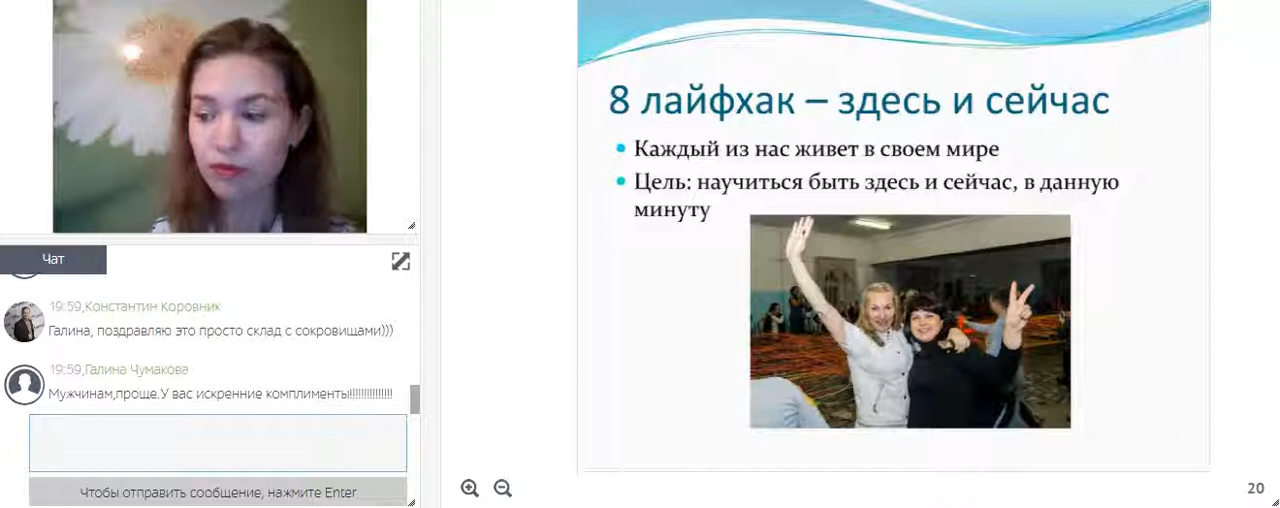 8 лайфхак – здесь и сейчас
Каждый из нас живет в своем мире
Цель: научиться быть здесь и сейчас, в данную
минуту
Чат
19:59,Константин Коровник
Галина, поздравляю это просто склад с сокровищами)))
19:59,Галина Чумакова
Мужчинам,проще.У вас искренние комплименты!!!!!!!!!!!!!!!
Чтобы отправить сообщение, нажмите Enter
20